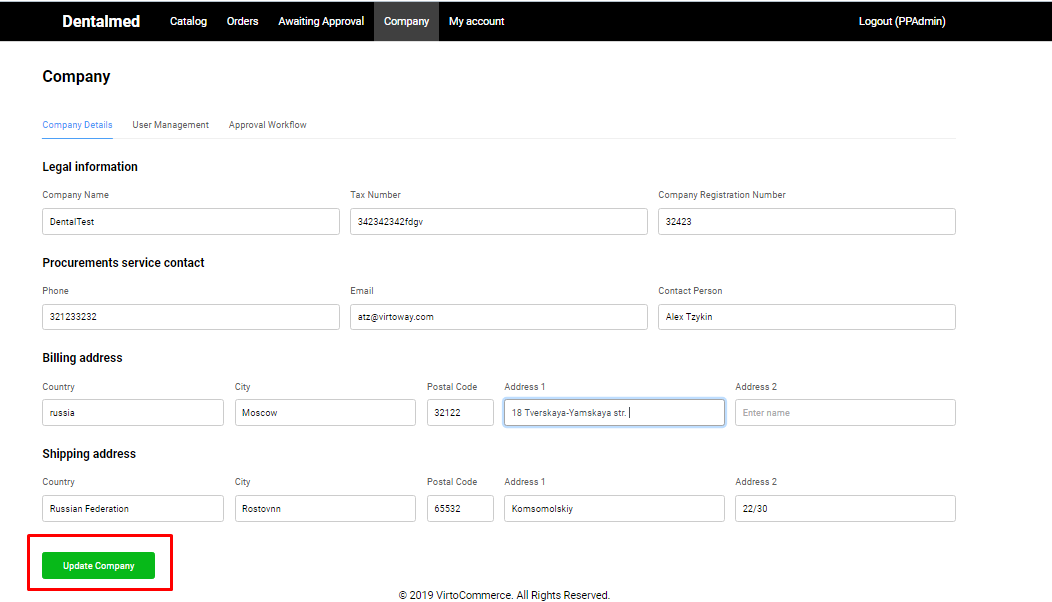 Dentalmed Catalog Orders Awaiting Approval Company My account Logout (PPAdmin)
Company
Company Details User Management Approval Workflow
Legal information
Company Name Tax Number Company Registration Number
DentalTest 342342342fdgv 32423
Procurements service contact
Phone Email Contact Person
321233232 atz@virtoway.com Alex Tzykin
Billing address
Country City Postal Code Address 1 Address 2
russia Moscow 32122 18 Tverskaya-Yamskaya str. Enter name
Shipping address
Country City Postal Code Address 1 Address 2
Russian Federation Rostovnn 65532 Komsomolskiy 22/30
Update Company
© 2019 VirtoCommerce. All Rights Reserved.